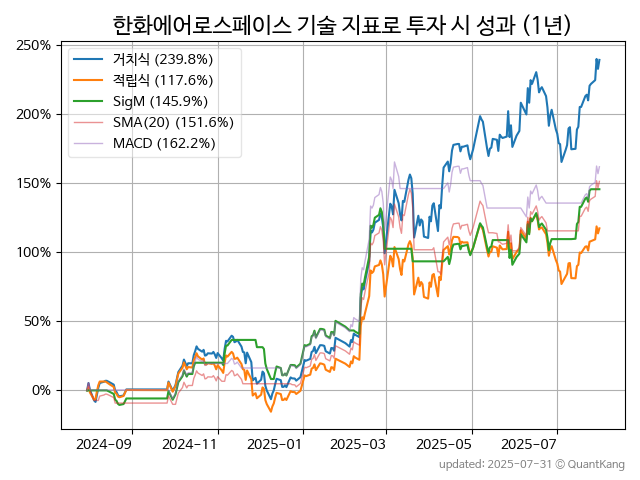 한화에어로스페이스 기술 지표로 투자 시 성과 (1년)
250%
200%
150%
100%
50%
0%
거치식 (239.8%)
적립식 (117.6%)
SigM (145.9%)
SMA(20) (151.6%)
MACD (162.2%)
2024-09 2024-11 2025-01 2025-03 2025-05 2025-07
updated: 2025-07-31 © QuantKang